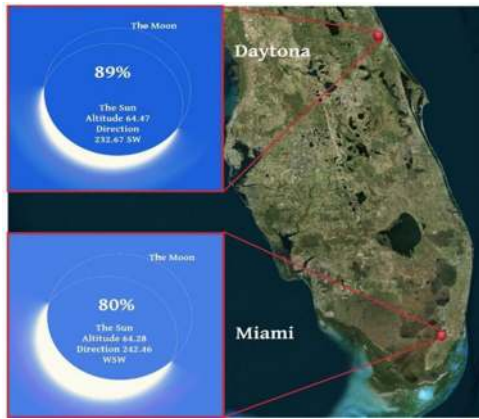 The Moon
Daytona
89%
The Sun
Altitude 64.47
Direction
232.67 SW
The Moon
80%
The Sun
Altitude 64.28
Direction 242.46
WSW
Miami